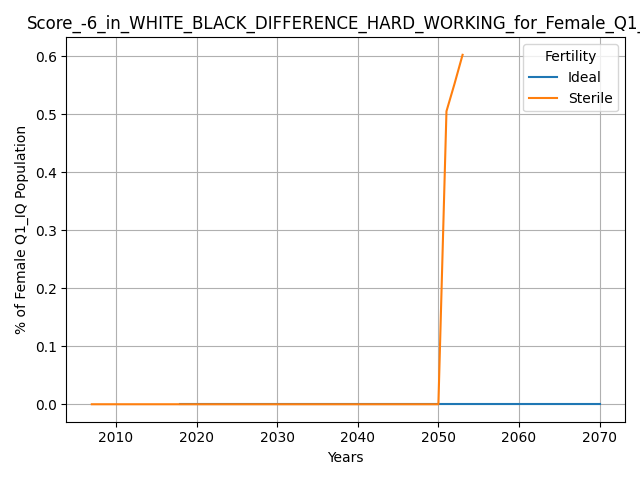 Score_-6_in_WHITE_BLACK_DIFFERENCE_HARD_WORKING_for_Female_Q1_
Fertility
Ideal
Sterile
% of Female Q1_IQ Population
0.6
0.5
0.4
0.3
0.2
0.1
0.0
2010 2020 2030 2040 2050 2060 2070
Years